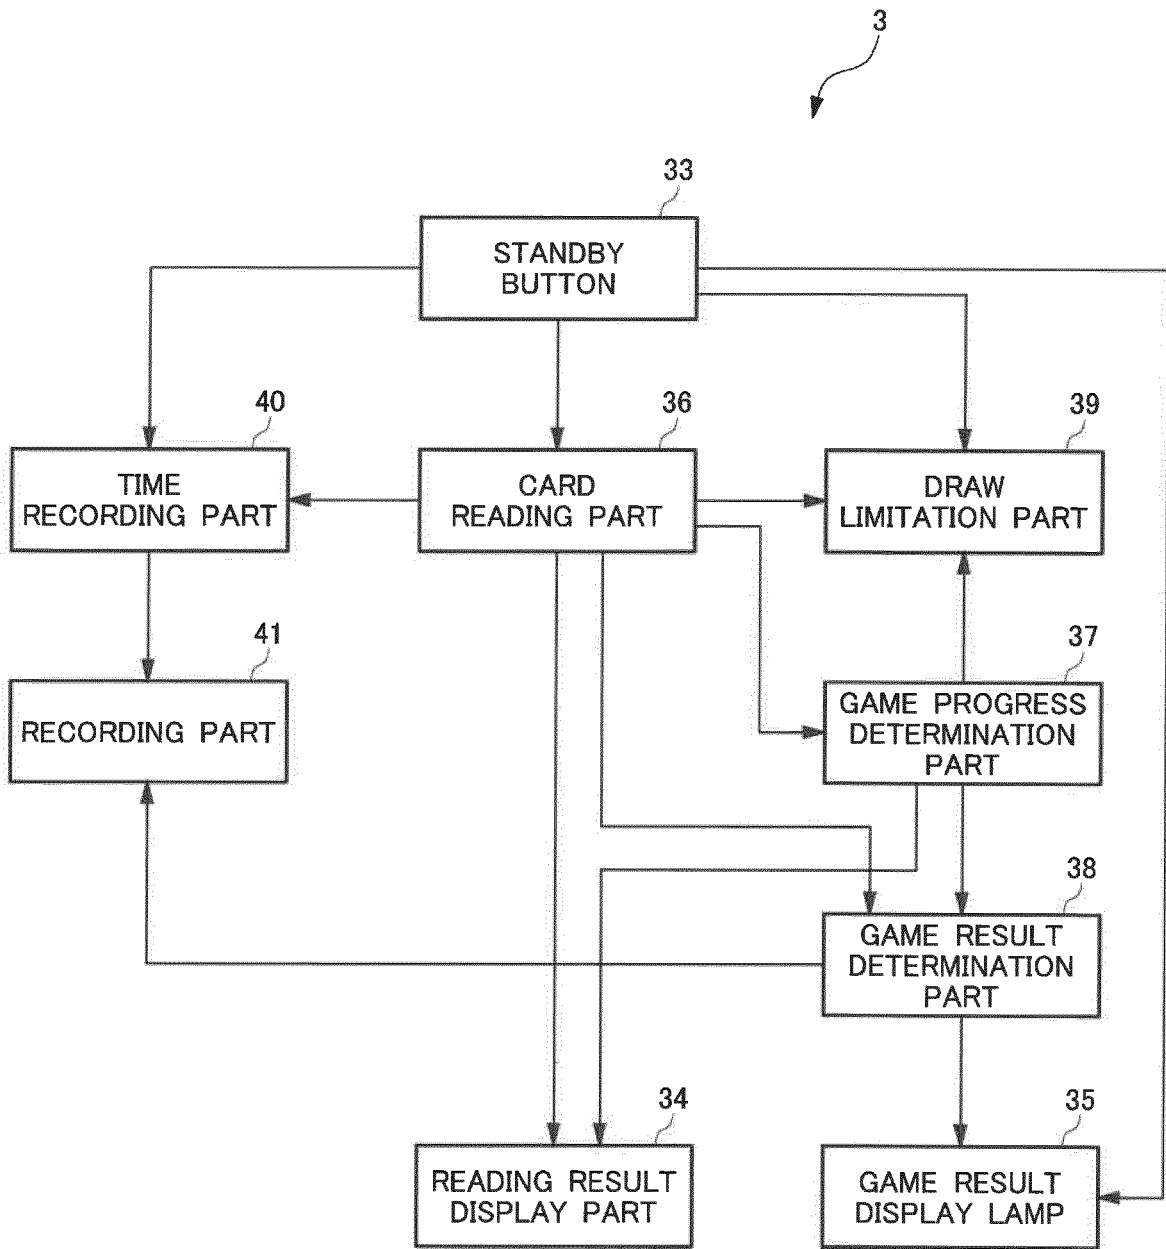 3
33
STANDBY
BUTTON
40
36
39
TIME
RECORDING PART
CARD
READING PART
DRAW
LIMITATION PART
41
37
RECORDING PART
GAME PROGRESS
DETERMINATION
PART
38
GAME RESULT
DETERMINATION
PART
34
35
READING RESULT
DISPLAY PART
GAME RESULT
DISPLAY LAMP